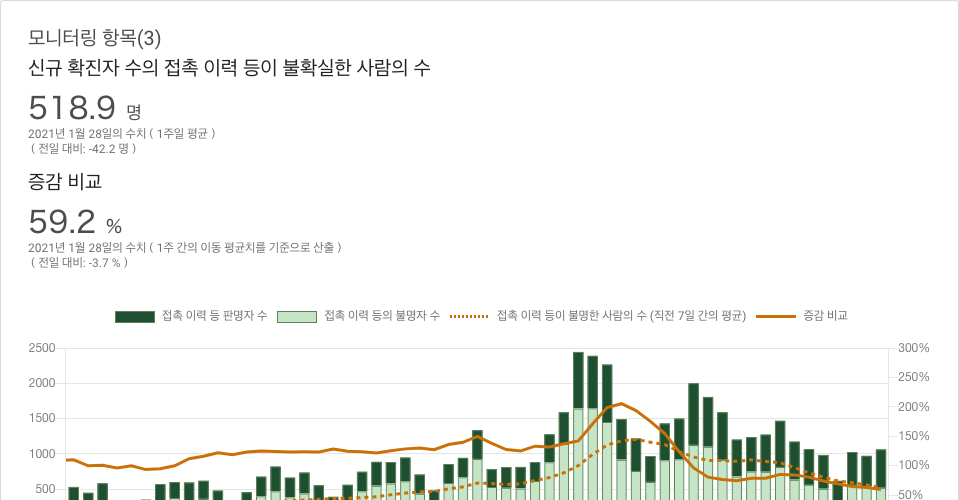 모니터링 항목(3)
신규 확진자 수의 접촉 이력 등이 불확실한 사람의 수
518.9 명
2021년 1월 28일의 수치 ( 1주일 평균 )
( 전일 대비: -42.2 명 )
증감 비교
59.2 %
2021년 1월 28일의 수치 ( 1주 간의 이동 평균치를 기준으로 산출 )
( 전일 대비: -3.7 % )
접촉 이력 등 판명자 수 접촉 이력 등의 불명자 수 접촉 이력 등이 불명한 사람의 수 (직전 7일 간의 평균) 증감 비교
2500 300%
2000 250%
1500 200%
1000 150%
500 100%
50%